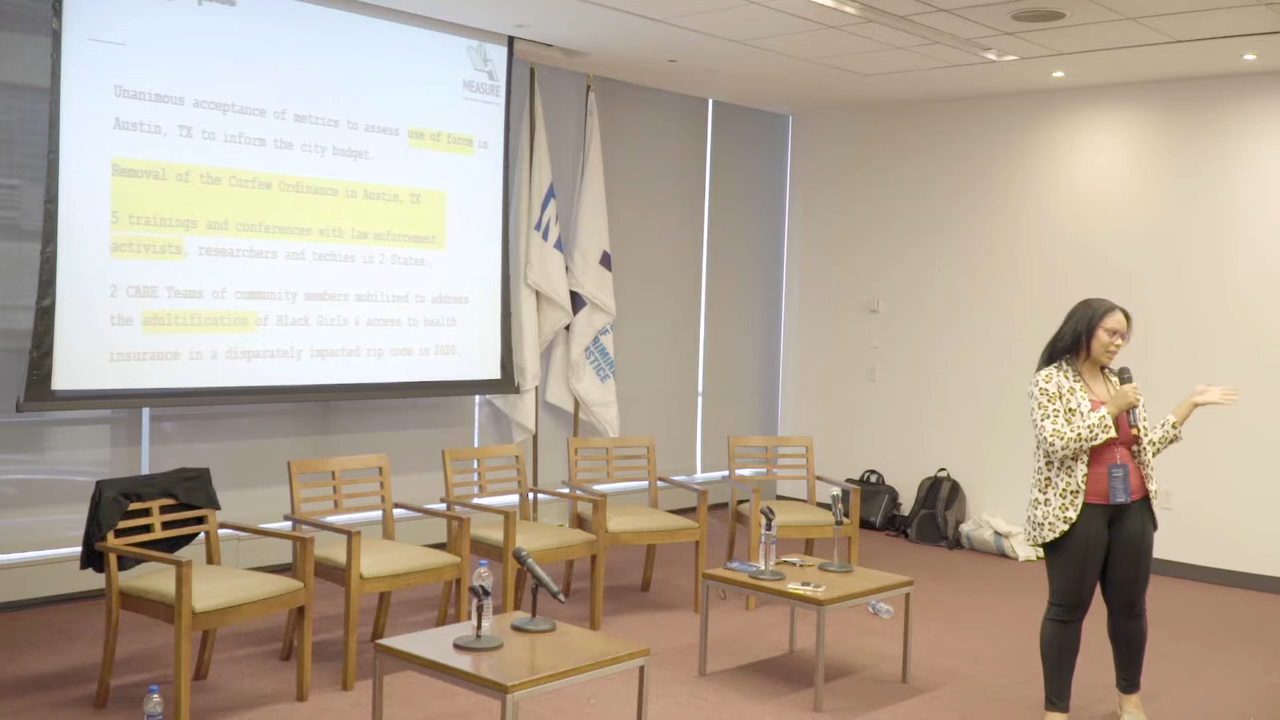 MEASURE
Unanimous acceptance of metrics to assess use of force in
Austin, TX to inform the city budget.
Removal of the Curfew Ordinance in Austin, TX
5 trainings and conferences with law enforcement,
activists, researchers and techies in 2 States.
2 CARE Teams of community members mobilized to address
the adultification of Black Girls & access to health
insurance in a disparately impacted zip code in 2020
OF